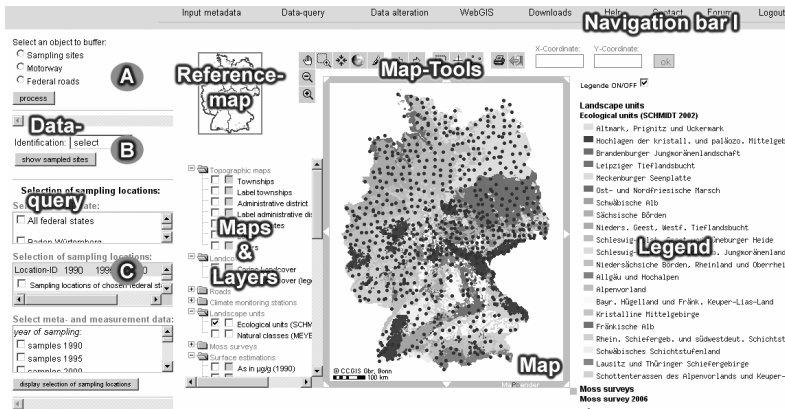 Input metadata Data-query Data alteration WebGIS Downloads Help Contact Forum Logout
Navigation bar I
Select an object to buffer:
Sampling sites
Motorway
Federal roads
A
process
Data-
Identification: select
B
show sampled sites
Selection of sampling locations:
query
All federal states
Baden Würtemberg
Selection of sampling locations:
Location-ID 1990
C
Sampling locations of chosen federal st
Select meta- and measurement data:
year of sampling:
samples 1990
samples 1995
samples 2000
display selection of sampling locations
Reference-
map
Map-Tools
X-Coordinate: Y-Coordinate:
ok
Topographic maps
Townships
Label townships
Administrative district
Label administrative dis
Maps
&
Layers
Roads
Climate monitoring stations
Landscape units
Ecological units (SCHM
Natural classes (MEYE
Moss surveys
Surface estimations
As in µg/g (1990)
© CCGIS Gbr, Bonn
100 km
Map
Legende ON/OFF
Landscape units
Ecological units (SCHMIDT 2002)
Altmark, Prignitz und Uckermark
Hochlagen der kristall. und paläozo. Mittelgeb
Brandenburger Jungmoränenlandschaft
Leipziger Tieflandsbucht
Meckenburger Seenplatte
Ost- und Nordfriesische Marsch
Schwäbische Alb
Sächsische Börden
Nieders. Geest, Westf. Tieflandsbucht
Legend
Niedersächsische Börden, Rheinland und Oberrhei
Allgäu und Hochalpen
Alpenvorland
Bayr. Hügelland und Fränk. Keuper-Lias-Land
Kristalline Mittelgebirge
Fränkische Alb
Rhein. Schiefergeb. und südwestdeut. Schichtst
Schwäbisches Schichtstufenland
Lausitz und Thüringer Schiefergebirge
Schotterterassen des Alpenvorlands und Keuper-
Moss surveys
Moss survey 2006